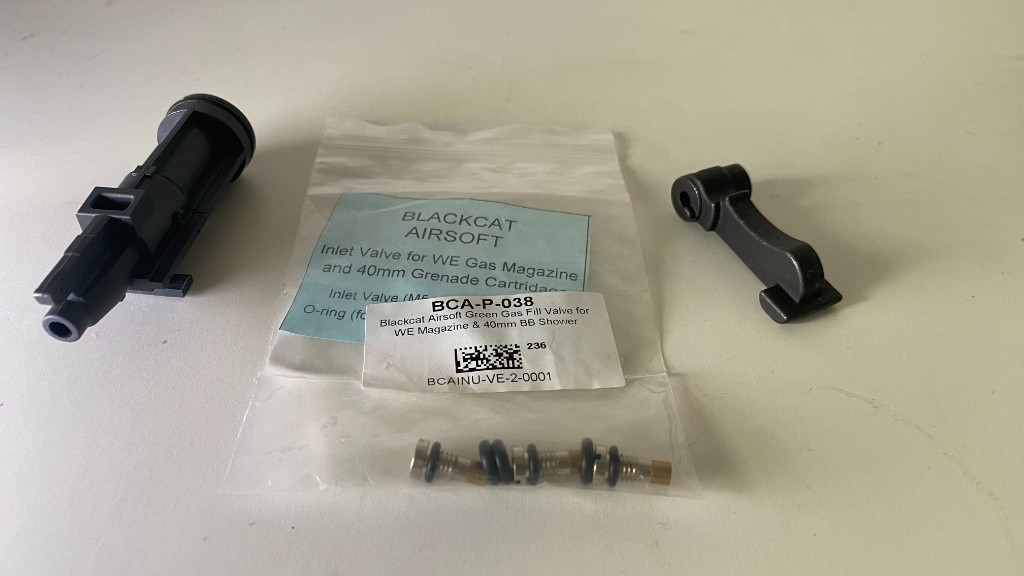 BLACKCAT
AIRSOFT
Inlet Valve for WE Gas Magazine
and 40mm Grenade Cartridge
Inlet Valve
O-ring
BCA-P-038
Blackcat Airsoft Green Gas Fill Valve for
WE Magazine & 40mm BB Shower
236
BCAINU-VE-2-0001